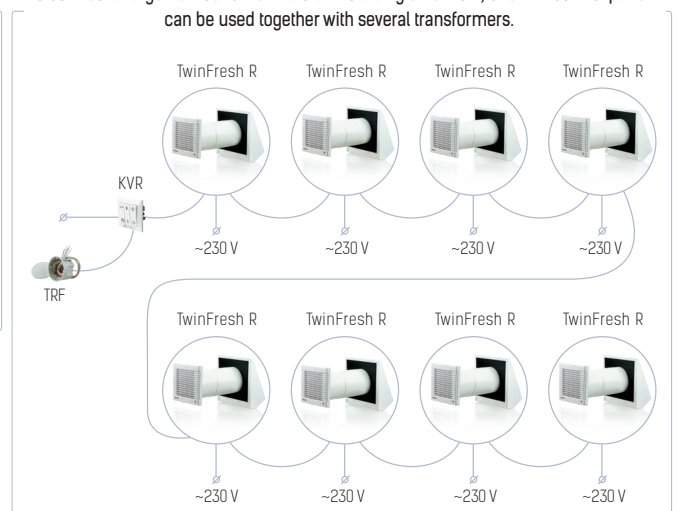 can be used together with several transformers.
TwinFresh R TwinFresh R TwinFresh R TwinFresh R
KVR
~230 V ~230 V ~230 V ~230 V
TRF
TwinFresh R TwinFresh R TwinFresh R TwinFresh R
~230 V ~230 V ~230 V ~230 V